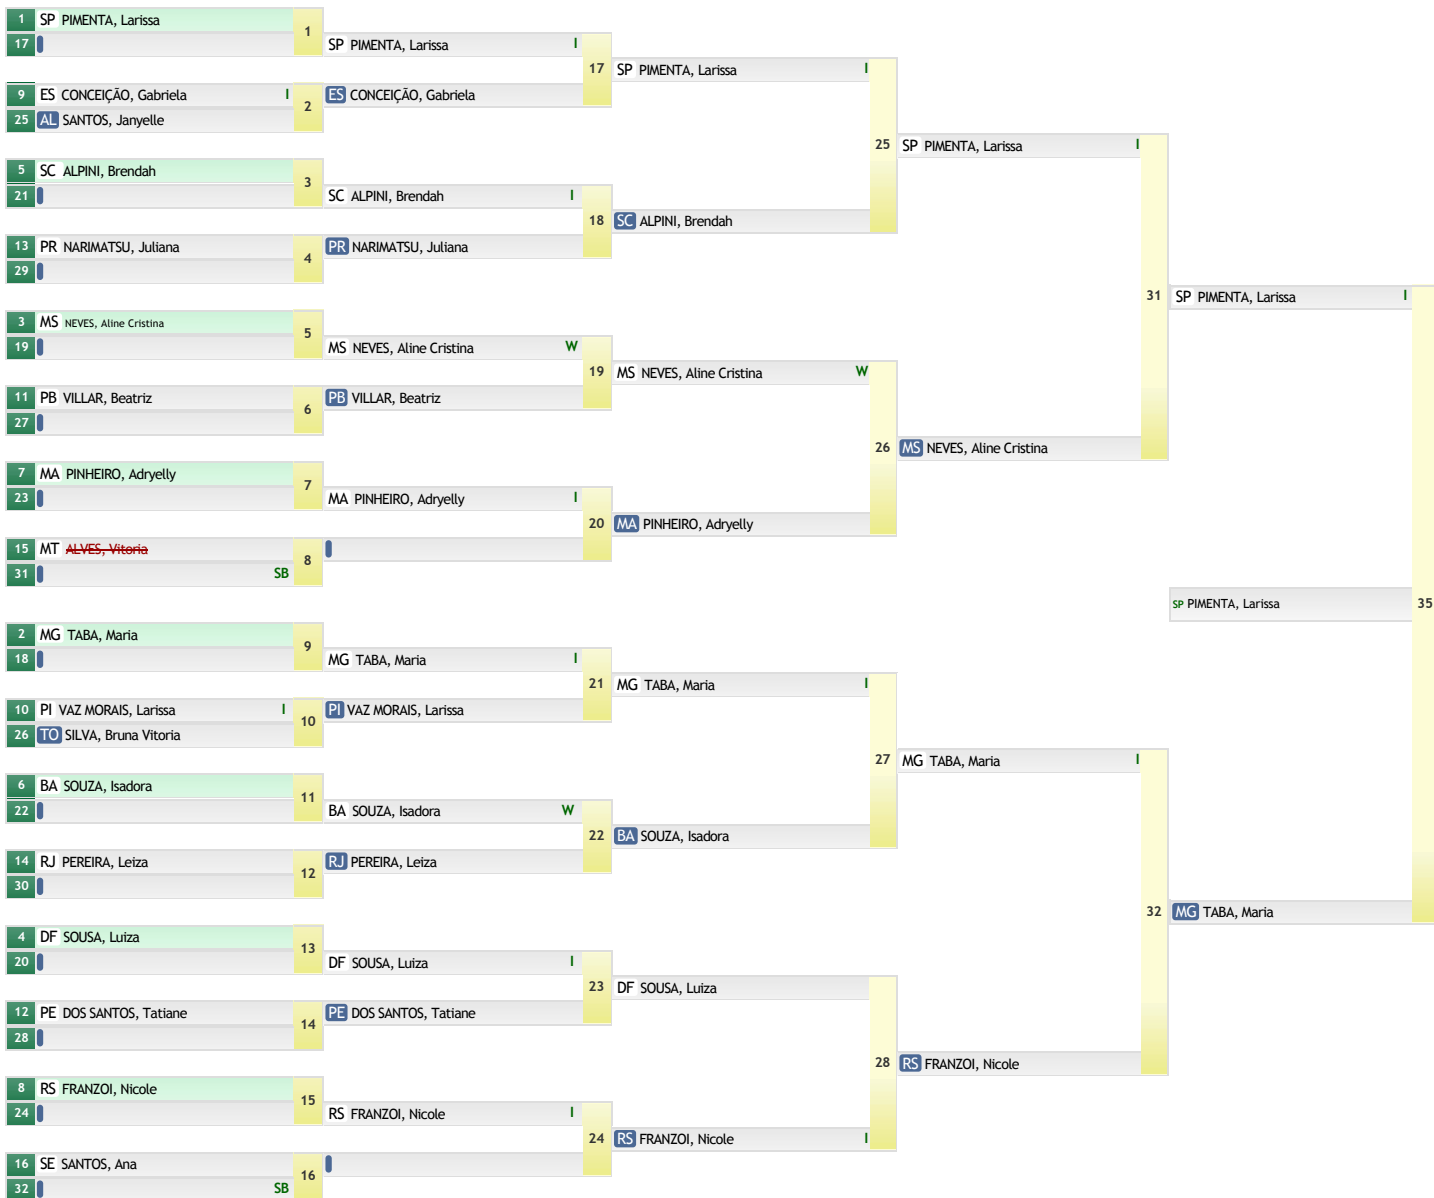 1 SP PIMENTA, Larissa
17
1
9 ES CONCEIÇÃO, Gabriela I
25 AL SANTOS, Janyelle
2
5 SC ALPINI, Brendah
21
3
13 PR NARIMATSU, Juliana
29
4
3 MS NEVES, Aline Cristina
19
5
11 PB VILLAR, Beatriz
27
6
7 MA PINHEIRO, Adryelly
23
7
15 MT ALVES, Vitoria
31 SB
8
2 MG TABA, Maria
18
9
10 PI VAZ MORAIS, Larissa I
26 TO SILVA, Bruna Vitoria
10
6 BA SOUZA, Isadora
22
11
14 RJ PEREIRA, Leiza
30
12
4 DF SOUSA, Luiza
20
13
12 PE DOS SANTOS, Tatiane
28
14
8 RS FRANZOI, Nicole
24
15
16 SE SANTOS, Ana
32 SB
16
SP PIMENTA, Larissa I
ES CONCEIÇÃO, Gabriela
17
SC ALPINI, Brendah I
PR NARIMATSU, Juliana
18
MS NEVES, Aline Cristina W
PB VILLAR, Beatriz
19
MA PINHEIRO, Adryelly I
20
MG TABA, Maria I
PI VAZ MORAIS, Larissa
21
BA SOUZA, Isadora W
RJ PEREIRA, Leiza
22
DF SOUSA, Luiza I
PE DOS SANTOS, Tatiane
23
RS FRANZOI, Nicole I
24
SP PIMENTA, Larissa I
SC ALPINI, Brendah
25
MS NEVES, Aline Cristina W
MA PINHEIRO, Adryelly
26
MG TABA, Maria I
BA SOUZA, Isadora
27
DF SOUSA, Luiza
RS FRANZOI, Nicole I
28
SP PIMENTA, Larissa I
MS NEVES, Aline Cristina
31
MG TABA, Maria I
RS FRANZOI, Nicole
32
SP PIMENTA, Larissa I
MG TABA, Maria
35
SP PIMENTA, Larissa